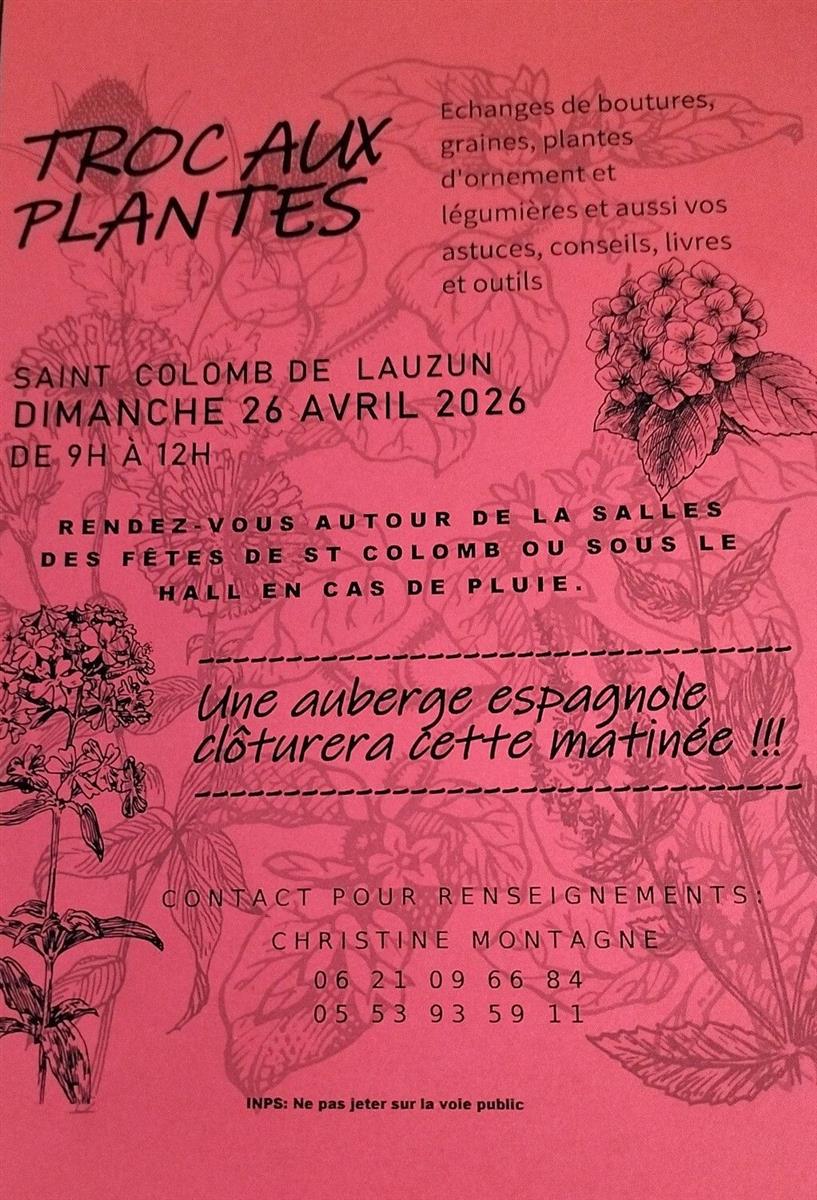 TROC AUX
PLANTES
Echanges de boutures,
graines, plantes
d'ornement et
légumières et aussi vos
astuces, conseils, livres
et outils
SAINT COLOMB DE LAUZUN
DIMANCHE 26 AVRIL 2026
DE 9H À 12H
RENDEZ-VOUS AUTOUR DE LA SALLES
DES FÊTES DE ST COLOMB OU SOUS LE
HALL EN CAS DE PLUIE.
Une auberge espagnole
clôturera cette matinée !!!
CONTACT POUR RENSEIGNEMENTS:
CHRISTINE MONTAGNE
06 21 09 66 84
05 53 93 59 11
INPS: Ne pas jeter sur la voie public